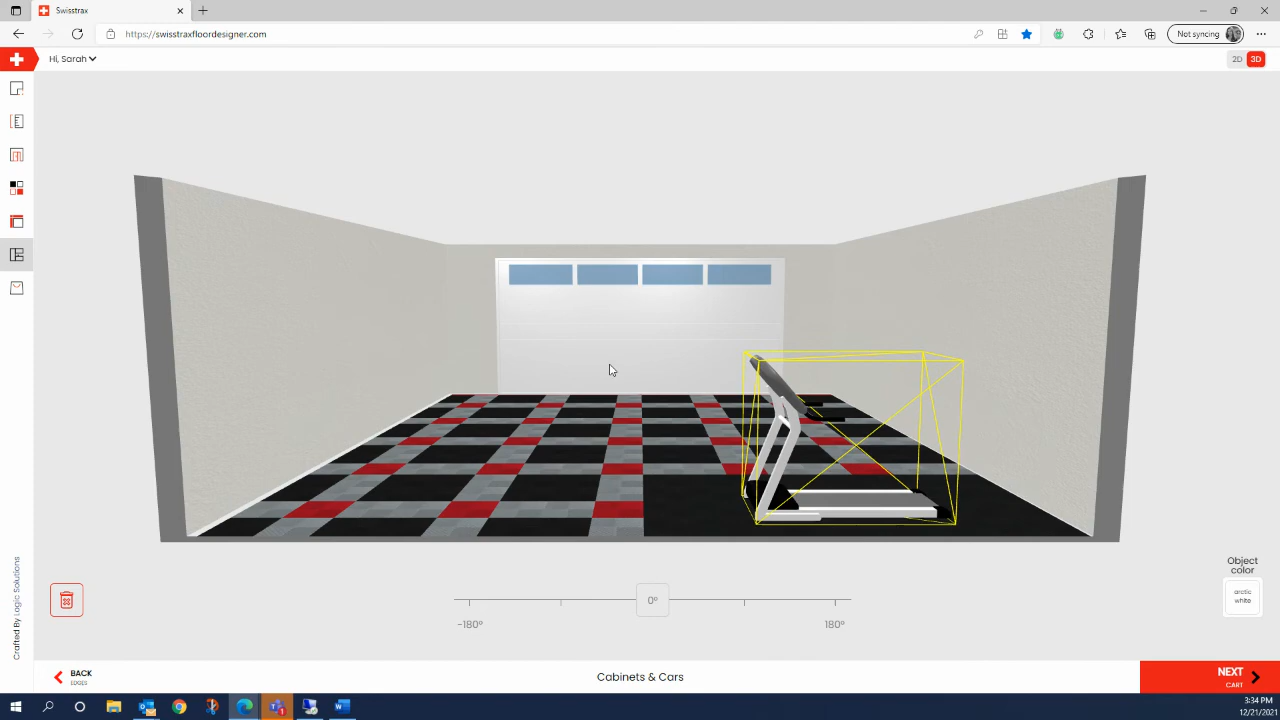 Swisstrax
https://swisstraxfloordesigner.com
Not syncing
Hi, Sarah
2D
3D
Object
color
arctic
white
0°
-180°
180°
Crafted By Logic Solutions
BACK
EDGES
Cabinets & Cars
NEXT
CART
3:34 PM
12/21/2021